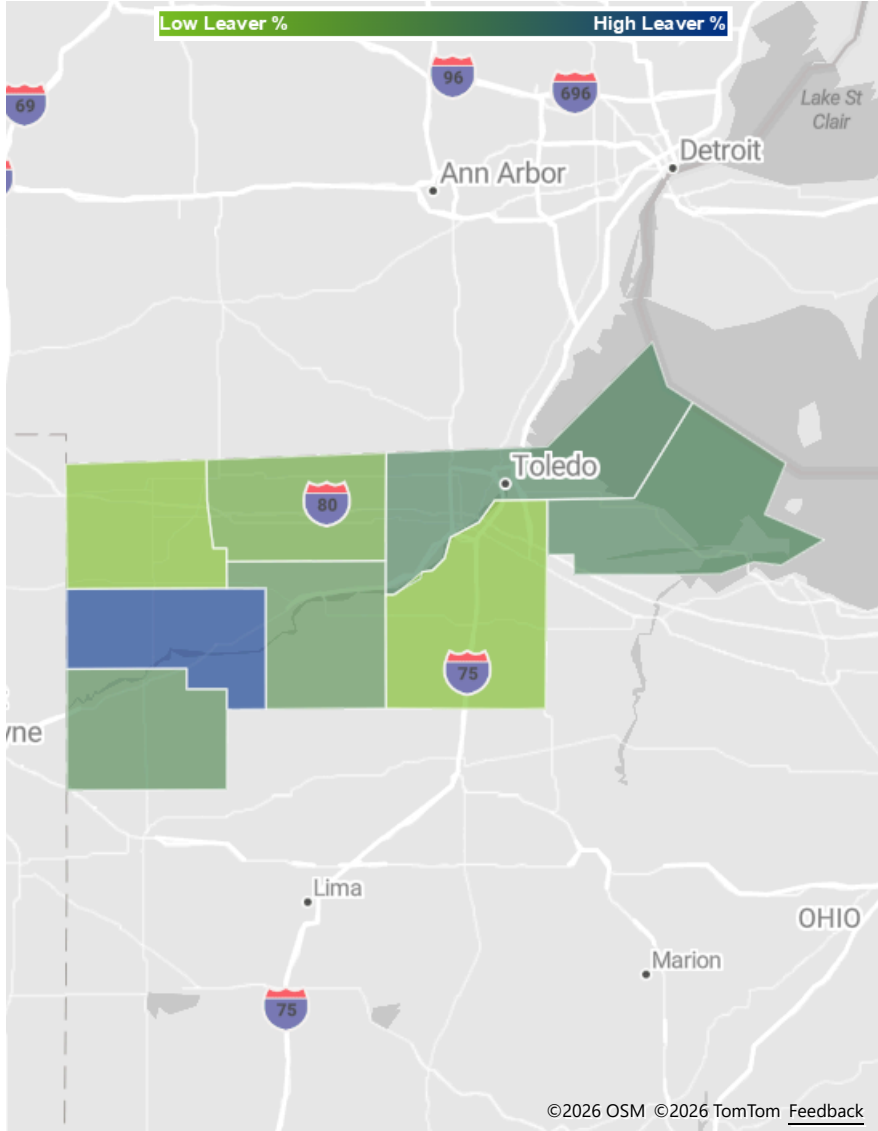 Low Leaver % High Leaver %
96
69
696
Lake St
Clair
Detroit
Ann Arbor
Toledo
80
75
yne
Lima
OHIO
Marion
75
©2026 OSM ©2026 TomTom Feedback